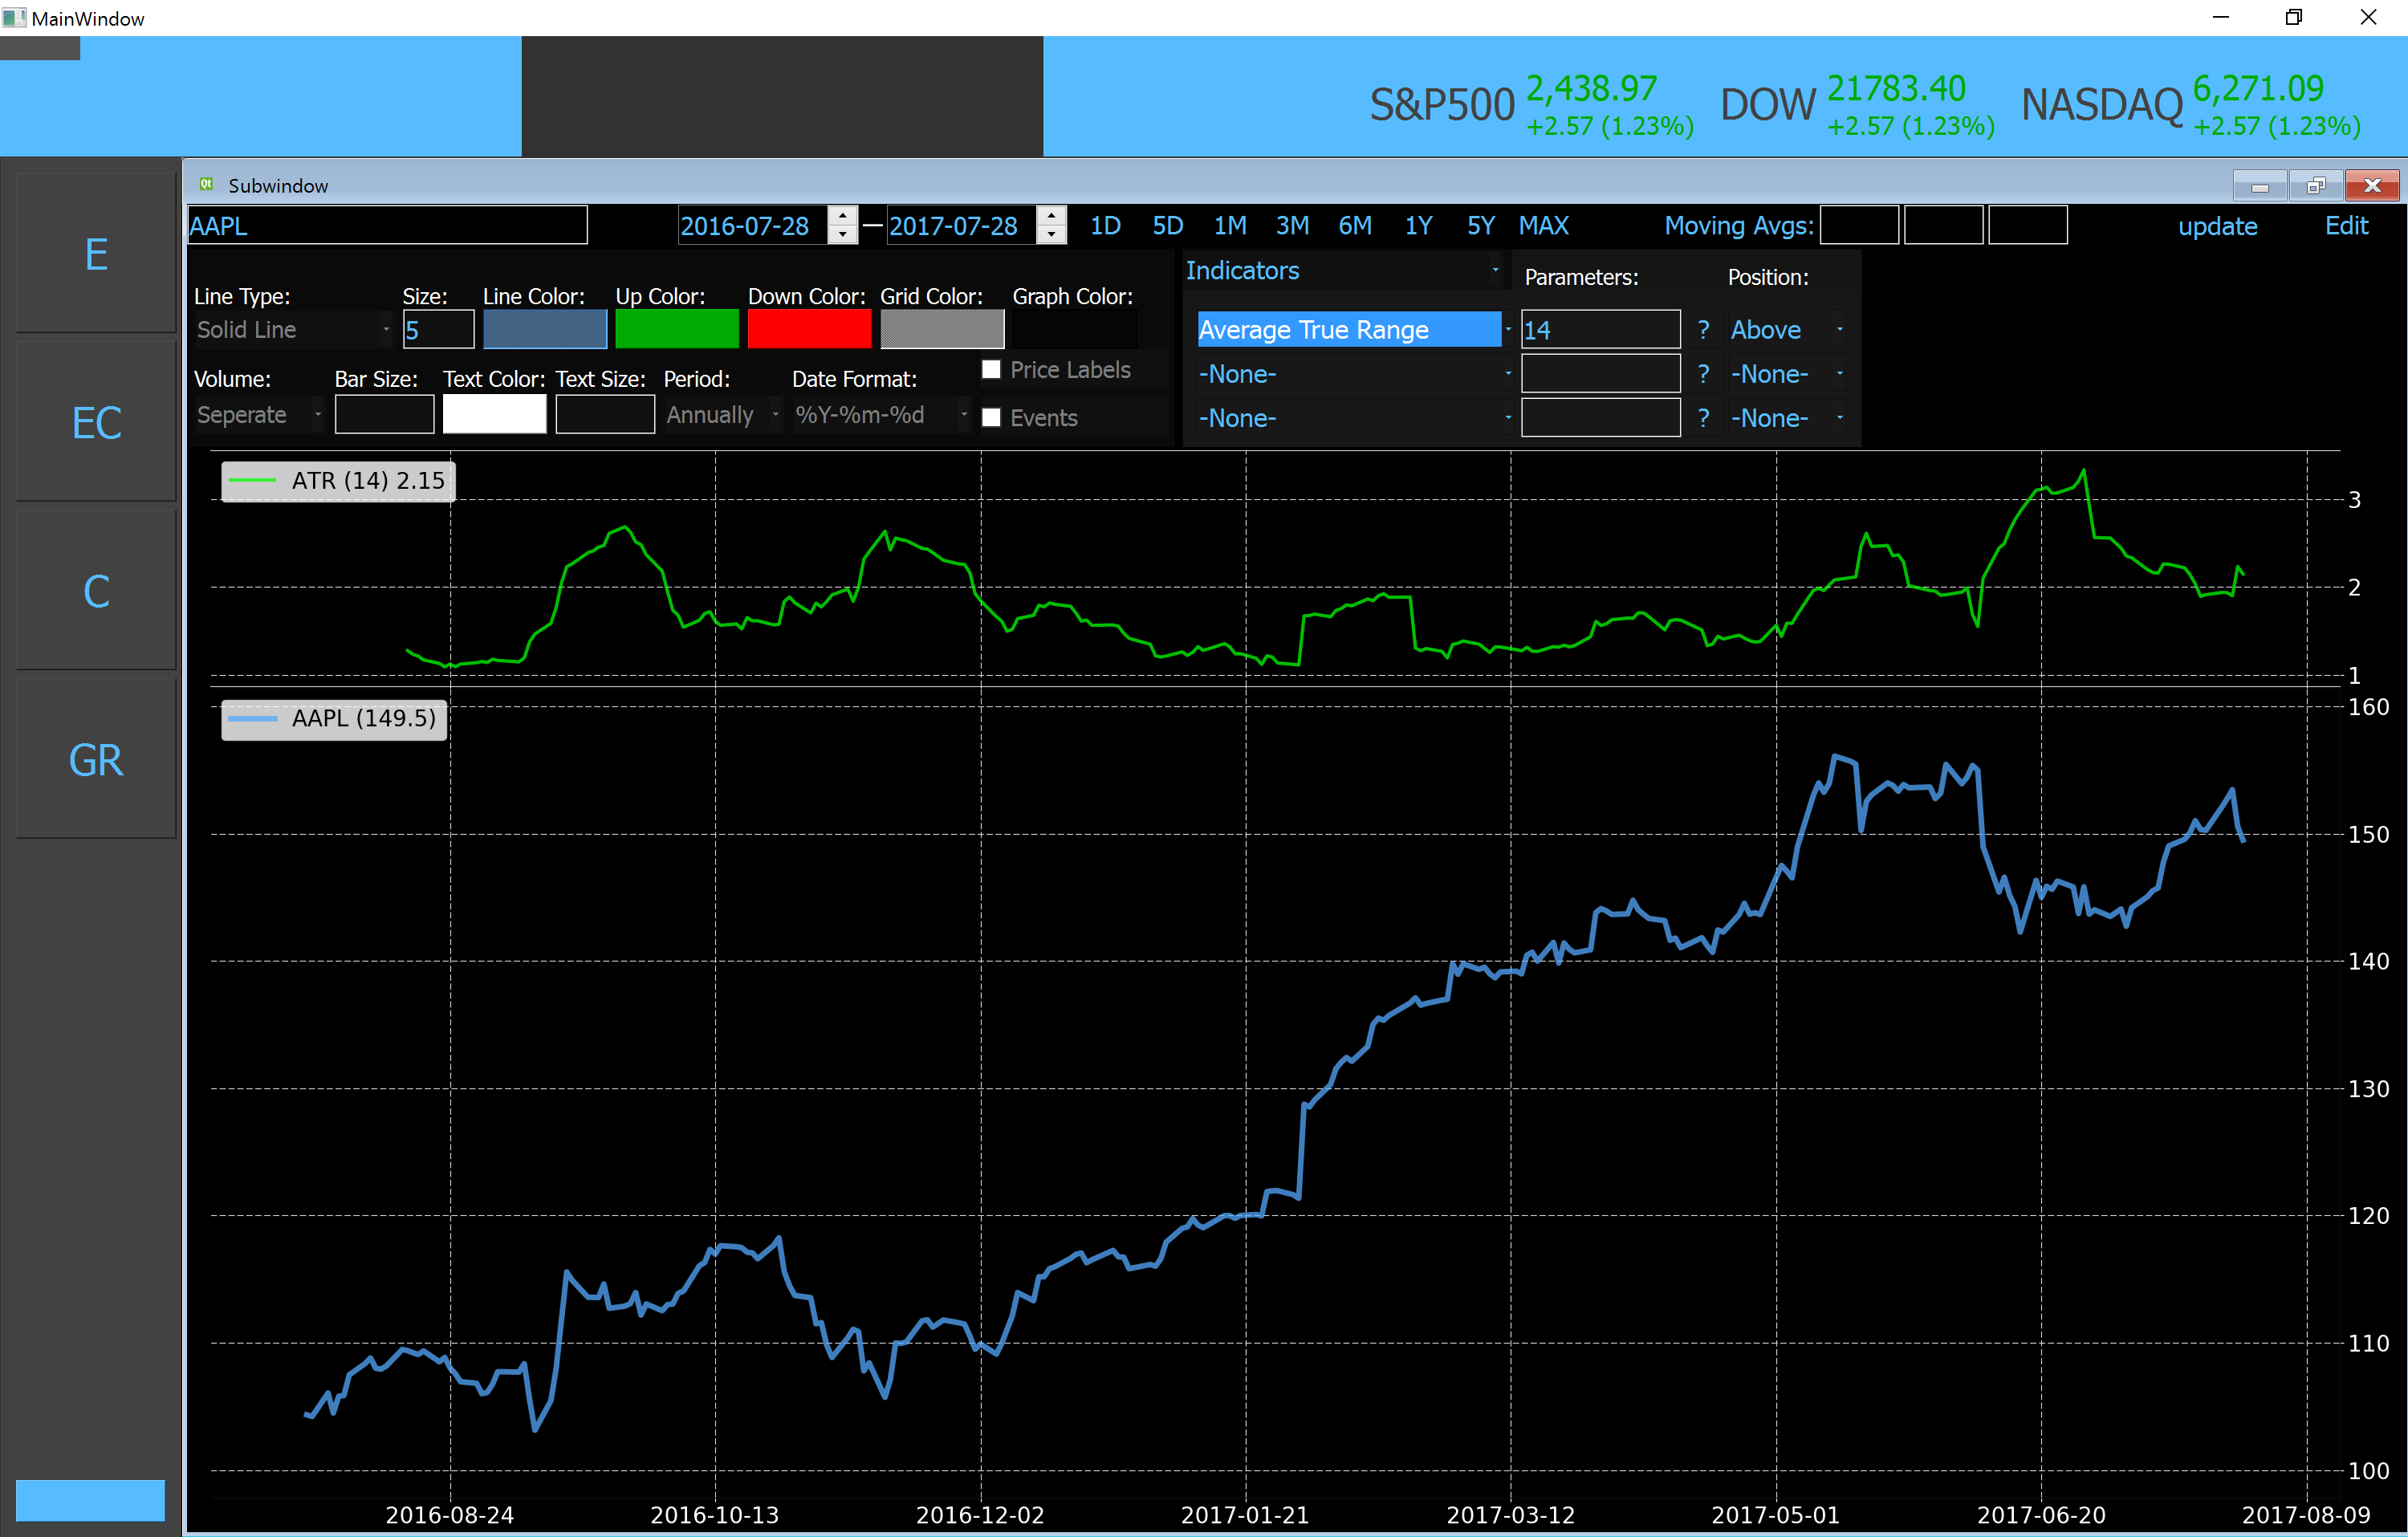 MainWindow
S&P500 2,438.97 +2.57 (1.23%) DOW 21783.40 +2.57 (1.23%) NASDAQ 6,271.09 +2.57 (1.23%)
Qt Subwindow
AAPL 2016-07-28 — 2017-07-28 1D 5D 1M 3M 6M 1Y 5Y MAX Moving Avgs: update Edit
E
EC
C
GR
Line Type: Size: Line Color: Up Color: Down Color: Grid Color: Graph Color:
Solid Line 5
Price Labels
Volume: Bar Size: Text Color: Text Size: Period: Date Format:
Seperate Annually %Y-%m-%d Events
Indicators Parameters: Position:
Average True Range 14 ? Above
-None- ? -None-
-None- ? -None-
ATR (14) 2.15
3
2
1
AAPL (149.5)
160
150
140
130
120
110
100
2016-08-24 2016-10-13 2016-12-02 2017-01-21 2017-03-12 2017-05-01 2017-06-20 2017-08-09